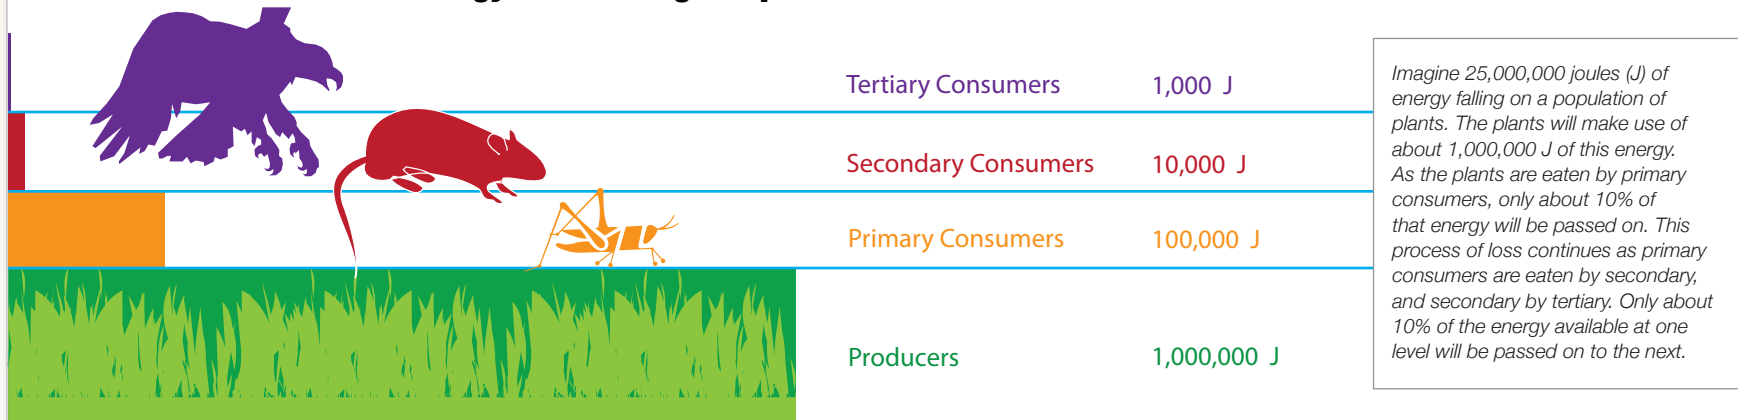 Tertiary Consumers 1,000 J
Secondary Consumers 10,000 J
Primary Consumers 100,000 J
Producers 1,000,000 J
Imagine 25,000,000 joules (J) of
energy falling on a population of
plants. The plants will make use of
about 1,000,000 J of this energy.
As the plants are eaten by primary
consumers, only about 10% of
that energy will be passed on. This
process of loss continues as primary
consumers are eaten by secondary,
and secondary by tertiary. Only about
10% of the energy available at one
level will be passed on to the next.